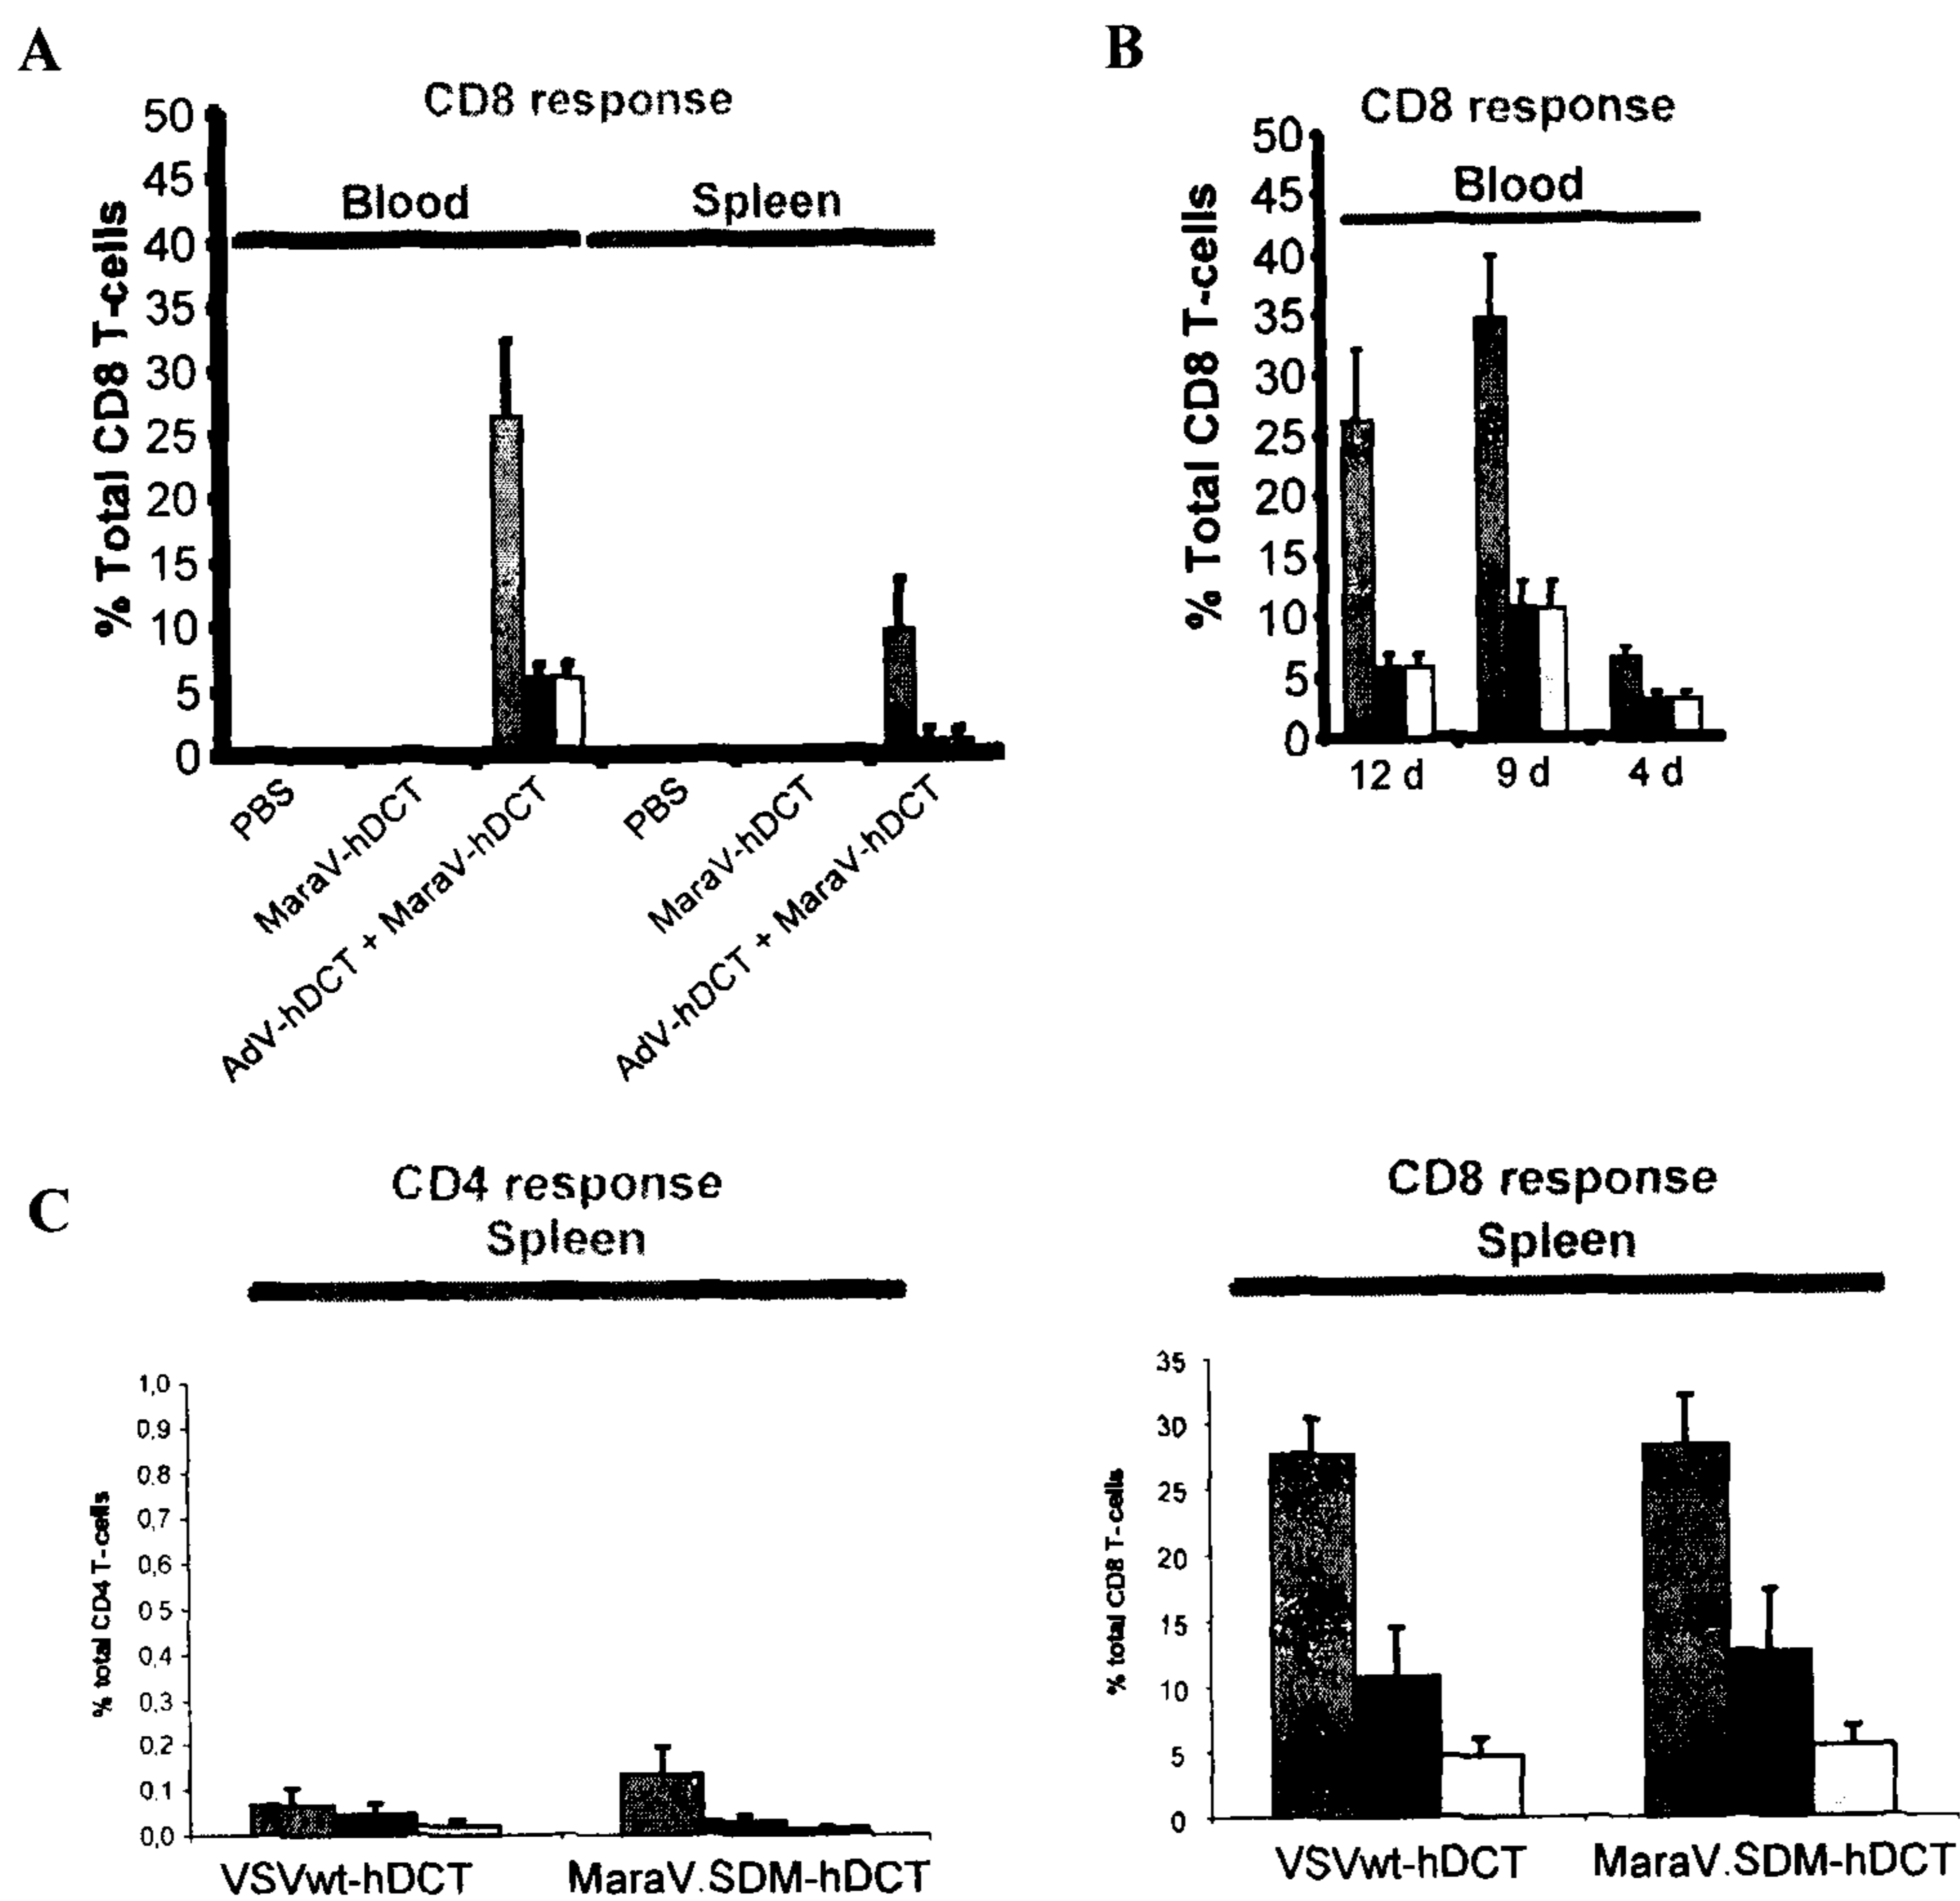 A
CD8 response
Blood
Spleen
% Total CD8 T-cells
50
45
40
35
30
25
20
15
10
5
0
PBS
MaraV-hDCT
AdV-hDCT + MaraV-hDCT
PBS
MaraV-hDCT
AdV-hDCT + MaraV-hDCT
B
CD8 response
Blood
% Total CD8 T-cells
50
45
40
35
30
25
20
15
10
5
0
12 d
9 d
4 d
C
CD4 response
Spleen
% total CD4 T-cells
1,0
0,9
0,8
0,7
0,6
0,5
0,4
0,3
0,2
0,1
0,0
VSVwt-hDCT
MaraV.SDM-hDCT
CD8 response
Spleen
% total CD8 T-cells
35
30
25
20
15
10
5
0
VSVwt-hDCT
MaraV.SDM-hDCT